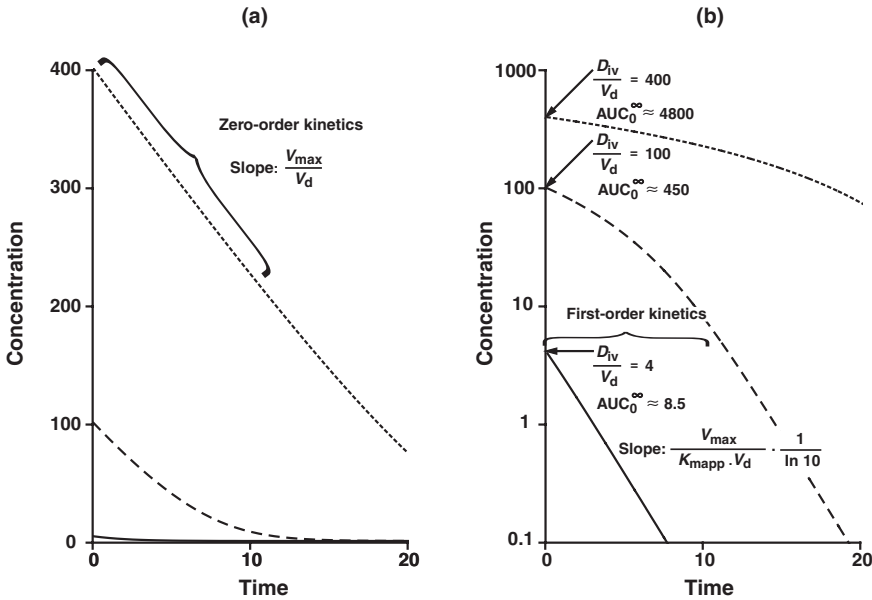 (a)
Concentration
400
300
200
100
0
0
10
20
Time
Zero-order kinetics
Slope: Vmax
Vd
(b)
Concentration
1000
100
10
1
0.1
0
10
20
Time
Div
Vd = 400
AUC0∞ ≈ 4800
Div
Vd = 100
AUC0∞ ≈ 450
First-order kinetics
Div
Vd = 4
AUC0∞ ≈ 8.5
Slope: Vmax / Kmapp . Vd · 1 / ln 10